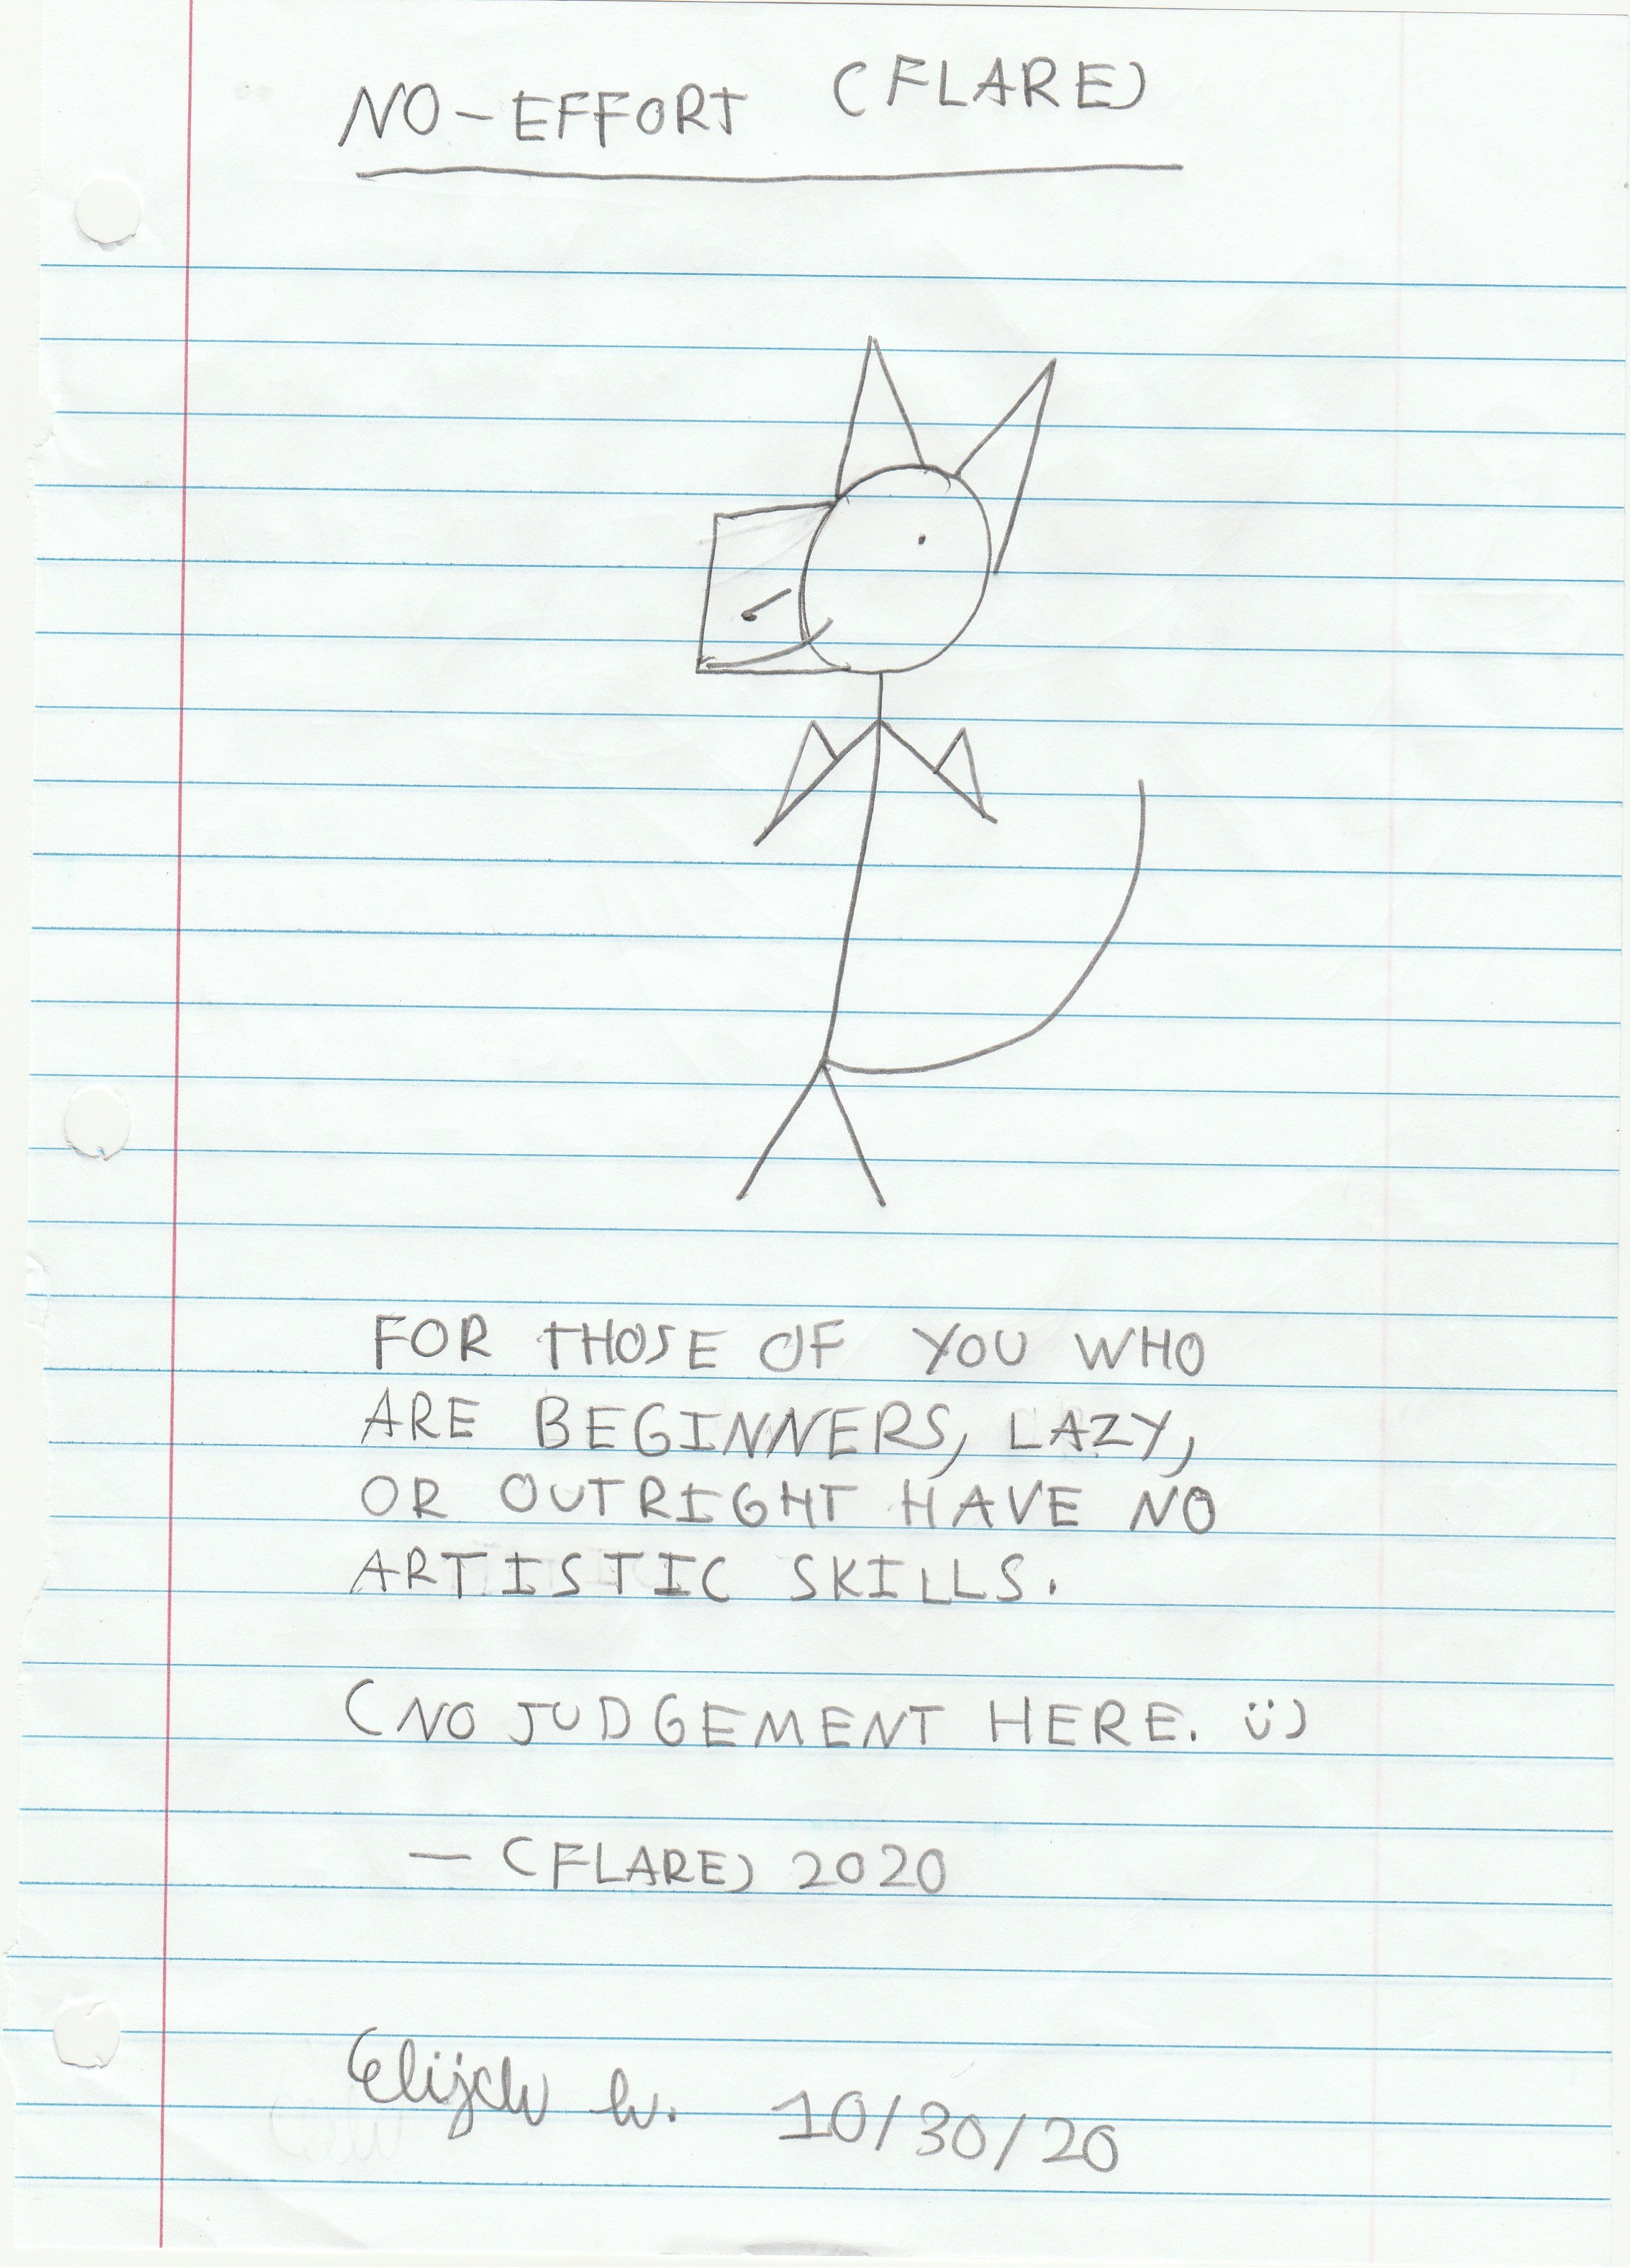 NO-EFFORT (FLARE)
FOR THOSE OF YOU WHO
ARE BEGINNERS, LAZY,
OR OUTRIGHT HAVE NO
ARTISTIC SKILLS.
(NO JUDGEMENT HERE. Ü)
— (FLARE) 2020
Elijah W. 10/30/20